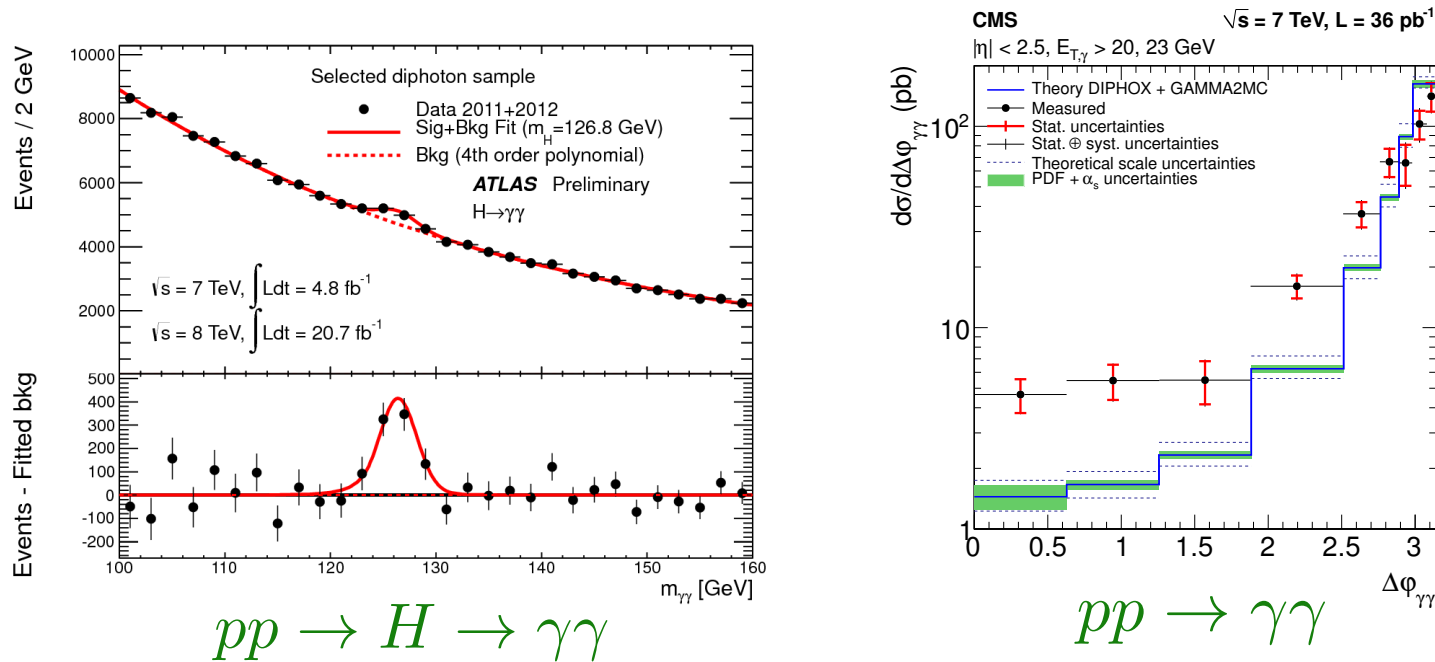 Events / 2 GeV
10000
8000
6000
4000
2000
Selected diphoton sample
Data 2011+2012
Sig+Bkg Fit (m_H=126.8 GeV)
Bkg (4th order polynomial)
ATLAS Preliminary
H→γγ
√s = 7 TeV, ∫Ldt = 4.8 fb⁻¹
√s = 8 TeV, ∫Ldt = 20.7 fb⁻¹
Events - Fitted bkg
500
400
300
200
100
0
-100
-200
100 110 120 130 140 150 160
m_γγ [GeV]
pp → H → γγ
CMS √s = 7 TeV, L = 36 pb⁻¹
|η| < 2.5, E_T,γ > 20, 23 GeV
dσ/dΔφ_γγ (pb)
Theory DIPHOX + GAMMA2MC
Measured
Stat. uncertainties
Stat. ⊕ syst. uncertainties
Theoretical scale uncertainties
PDF + α_s uncertainties
10²
10
1
0 0.5 1 1.5 2 2.5 3
Δφ_γγ
pp → γγ